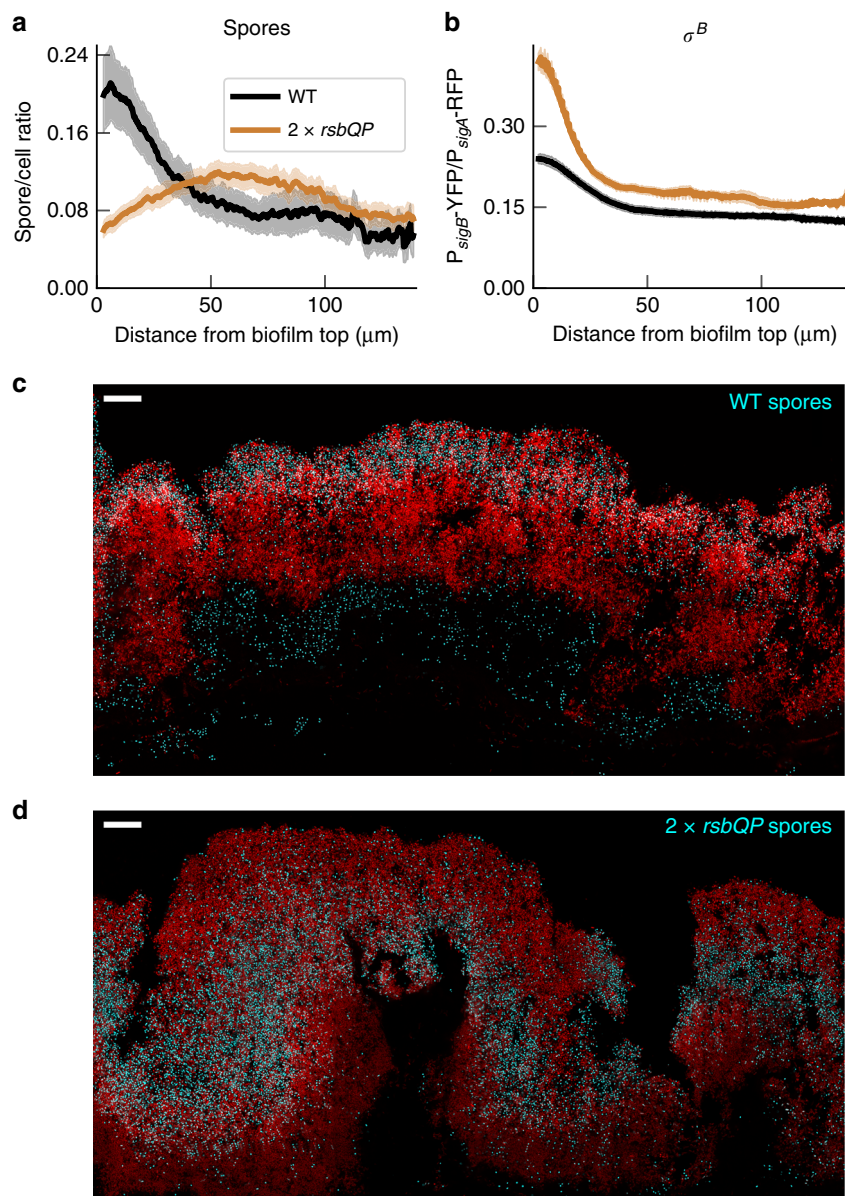 a
Spores
0.24
0.16
0.08
0.00
Spore/cell ratio
WT
2 × rsbQP
0
50
100
Distance from biofilm top (μm)
b
σB
0.30
0.15
0.00
PsigB-YFP/PsigA-RFP
0
50
100
Distance from biofilm top (μm)
c
WT spores
d
2 × rsbQP spores